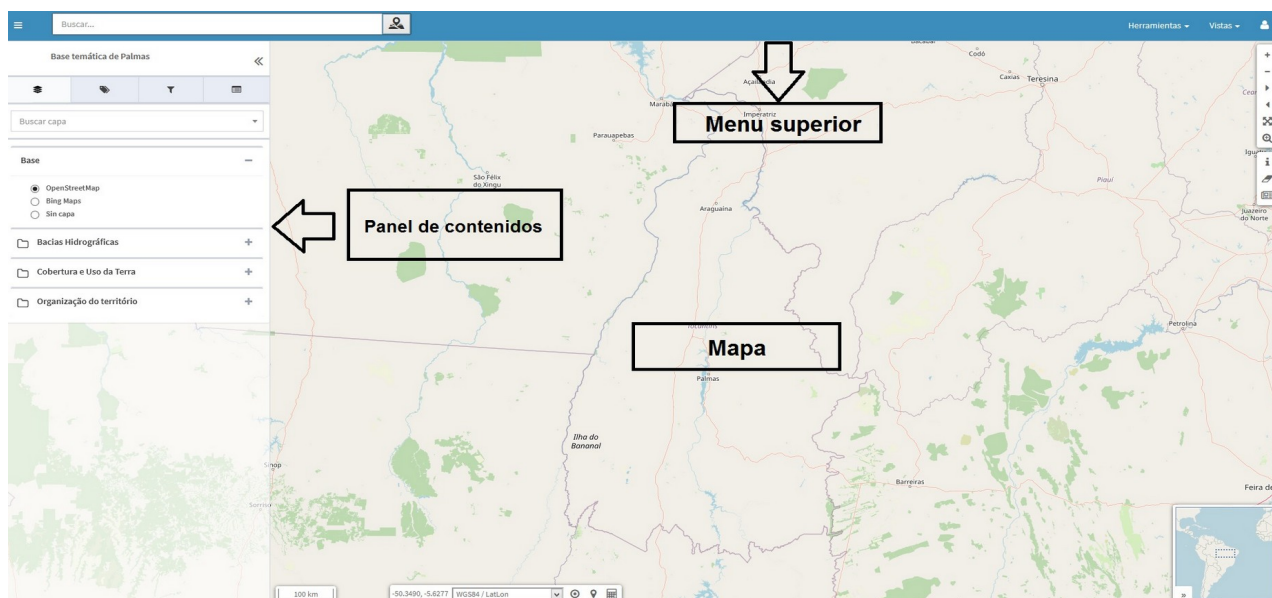 Buscar...
Herramientas
Vistas
Base temática de Palmas
Buscar capa
Base
OpenStreetMap
Bing Maps
Sin capa
Bacias Hidrográficas
Cobertura e Uso da Terra
Organização do território
Menu superior
Panel de contenidos
Mapa
Codó
Caxias
Teresina
Marabá
Imperatriz
Parauapebas
São Félix
do Xingu
Araguaína
Piauí
Juazeiro
do Norte
Petrolina
Palmas
Ilha do
Bananal
Sinop
Barreiras
Feira de
100 km
-50.3490, -5.6277
WGS84 / LatLon